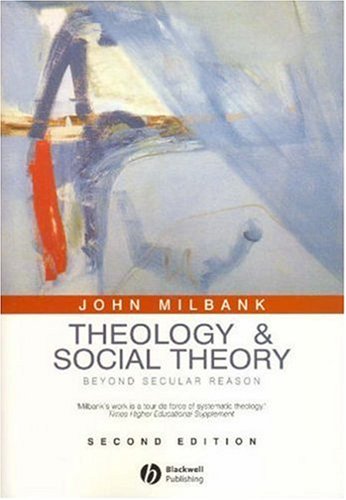 JOHN MILBANK
THEOLOGY &
SOCIAL THEORY
BEYOND SECULAR REASON
'Milbank's work is a tour de force of systematic theology.'
Times Higher Educational Supplement
SECOND EDITION
Blackwell
Publishing